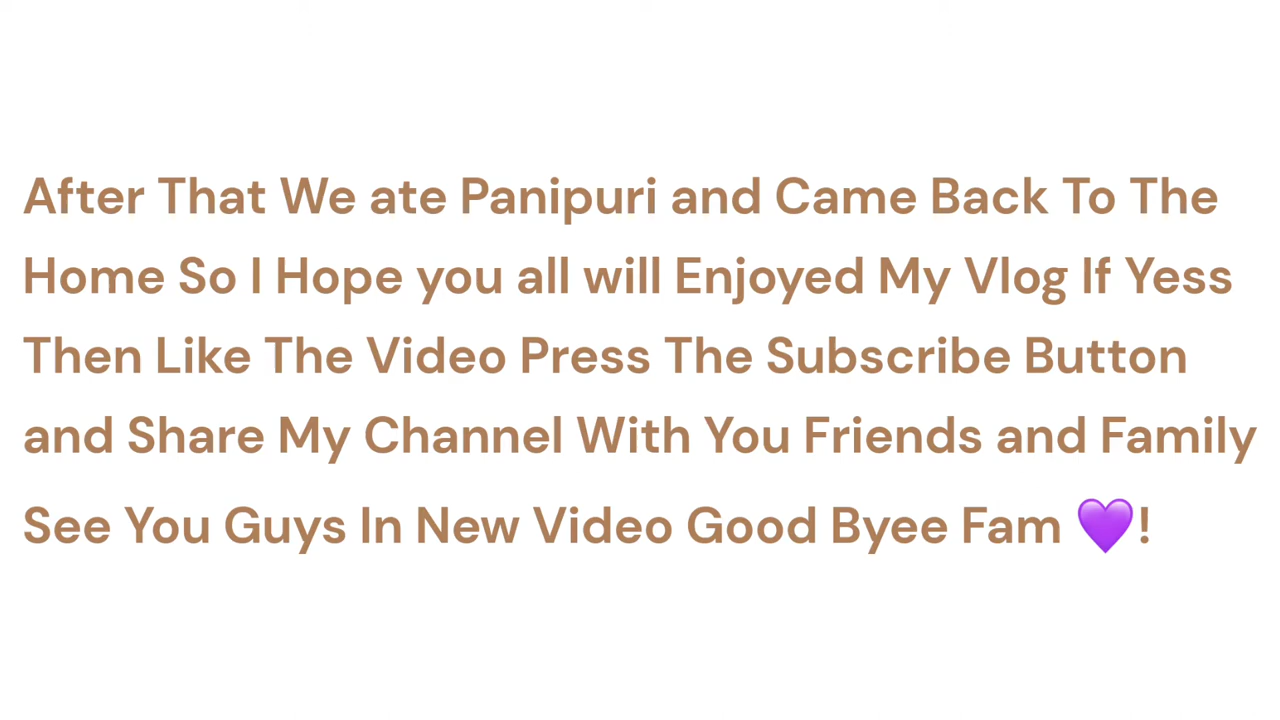 After That We ate Panipuri and Came Back To The
Home So I Hope you all will Enjoyed My Vlog If Yess
Then Like The Video Press The Subscribe Button
and Share My Channel With You Friends and Family
See You Guys In New Video Good Byee Fam 💜!